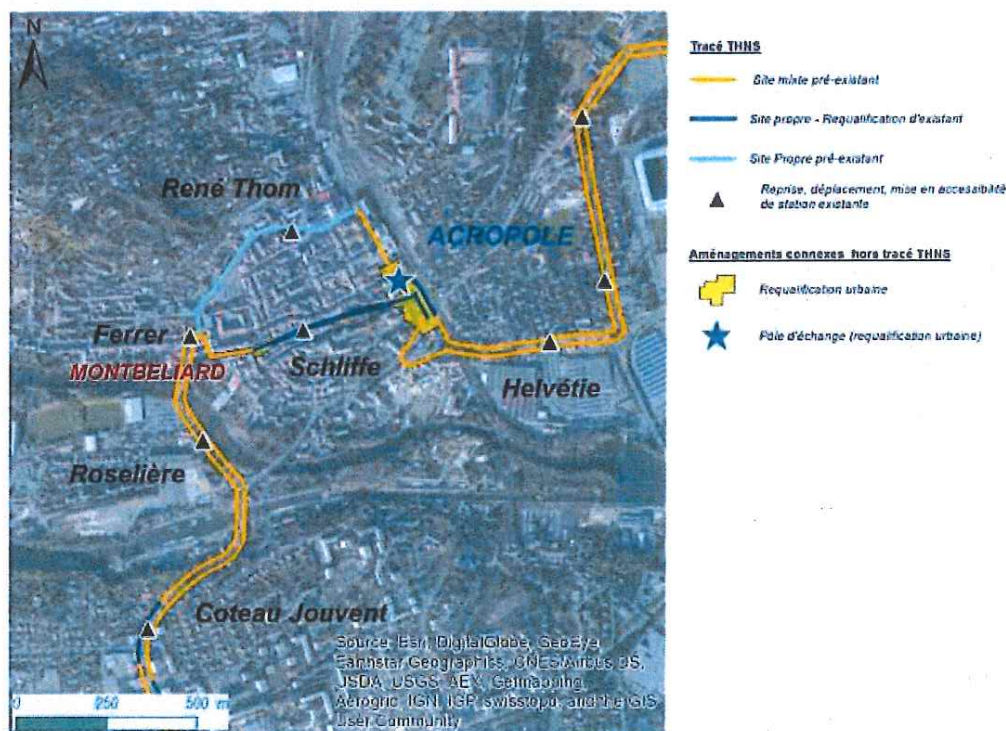 N
René Thom
ACROPOLE
Ferrer
MONTBELIARD
Schliffe
Helvétie
Roselière
Coteau Jouvent
Source: Esri, DigitalGlobe, GeoEye,
Earthstar Geographics, CNES/Airbus DS,
USDA, USGS, AEX, Getmapping,
Aerogrid, IGN, IGP, swisstopo, and the GIS
User Community
0 250 500 m
Tracé THNS
Site mixte pré-existant
Site propre - Requalification d'existant
Site Propre pré-existant
Reprise, déplacement, mise en accessibilité
de station existante
Aménagements connexes hors tracé THNS
Requalification urbaine
Pôle d'échange (requalification urbaine)